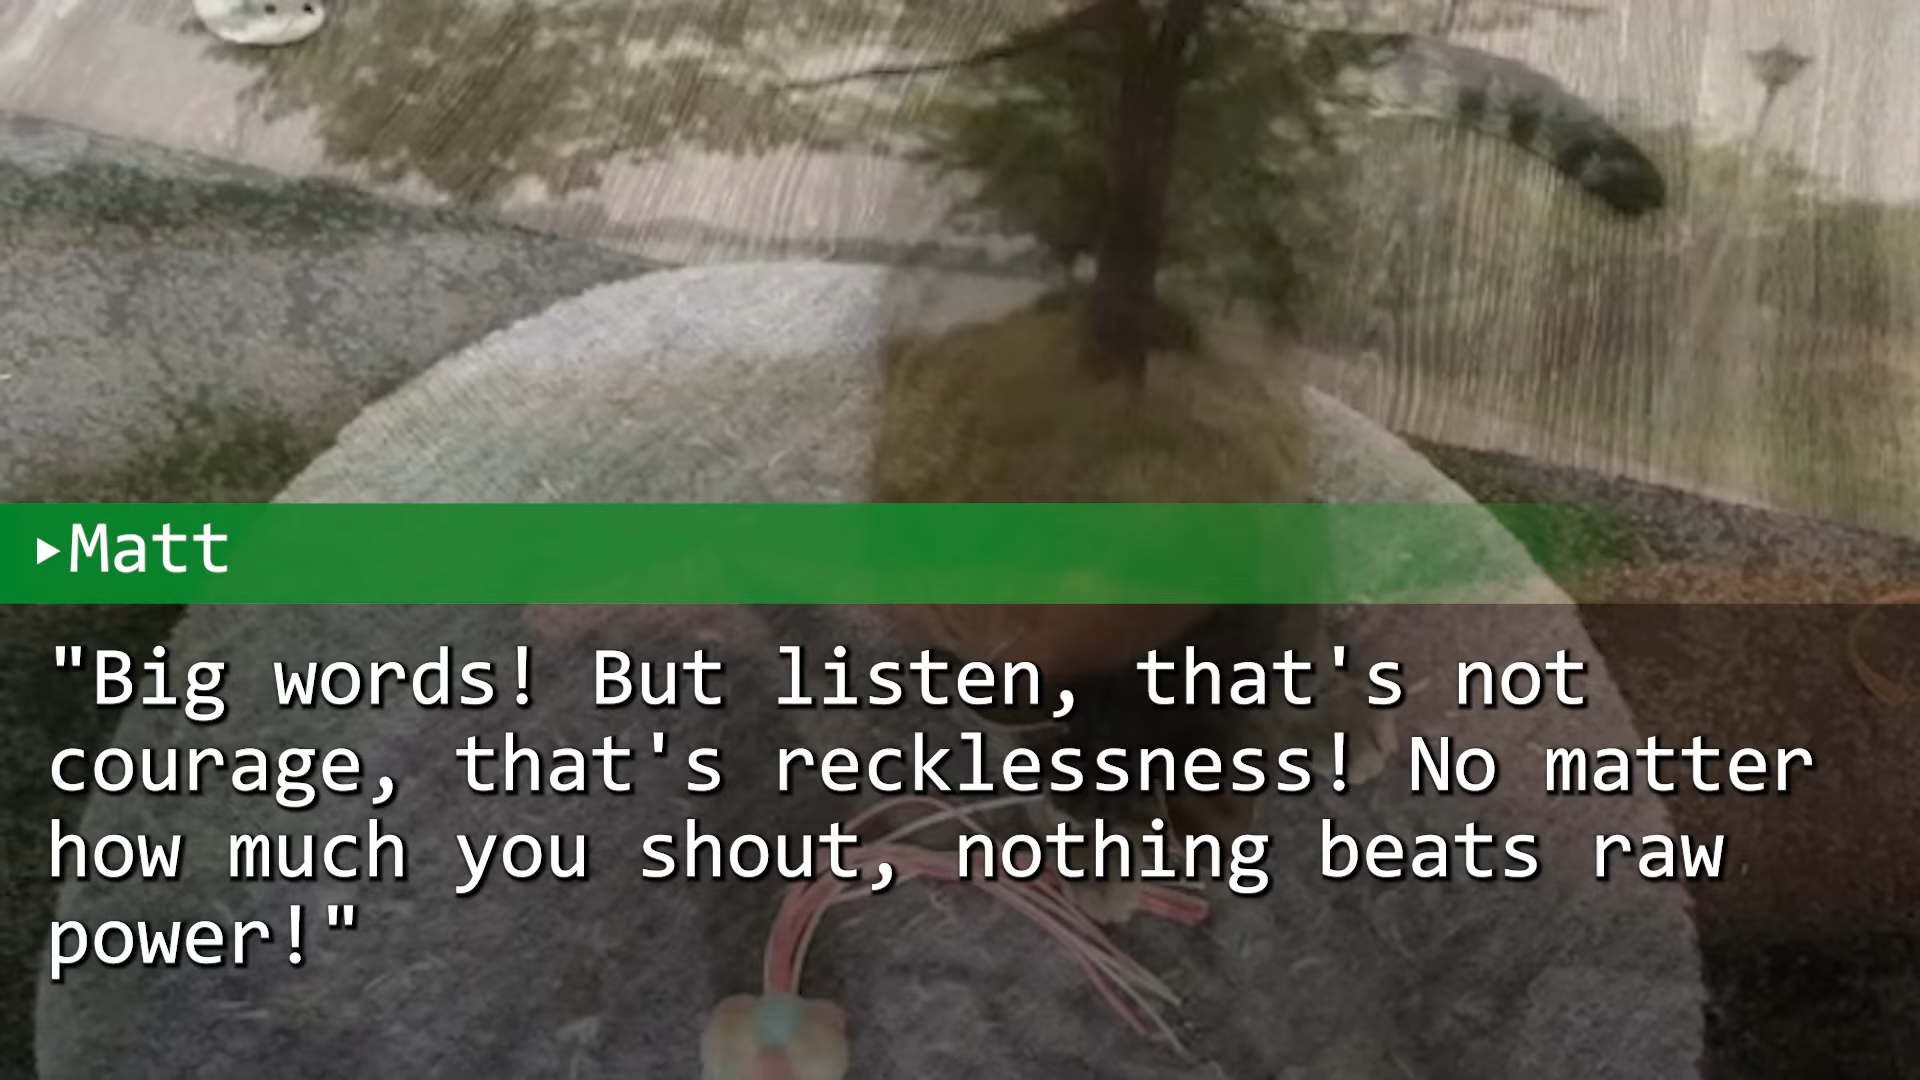 ▸Matt
"Big words! But listen, that's not
courage, that's recklessness! No matter
how much you shout, nothing beats raw
power!"